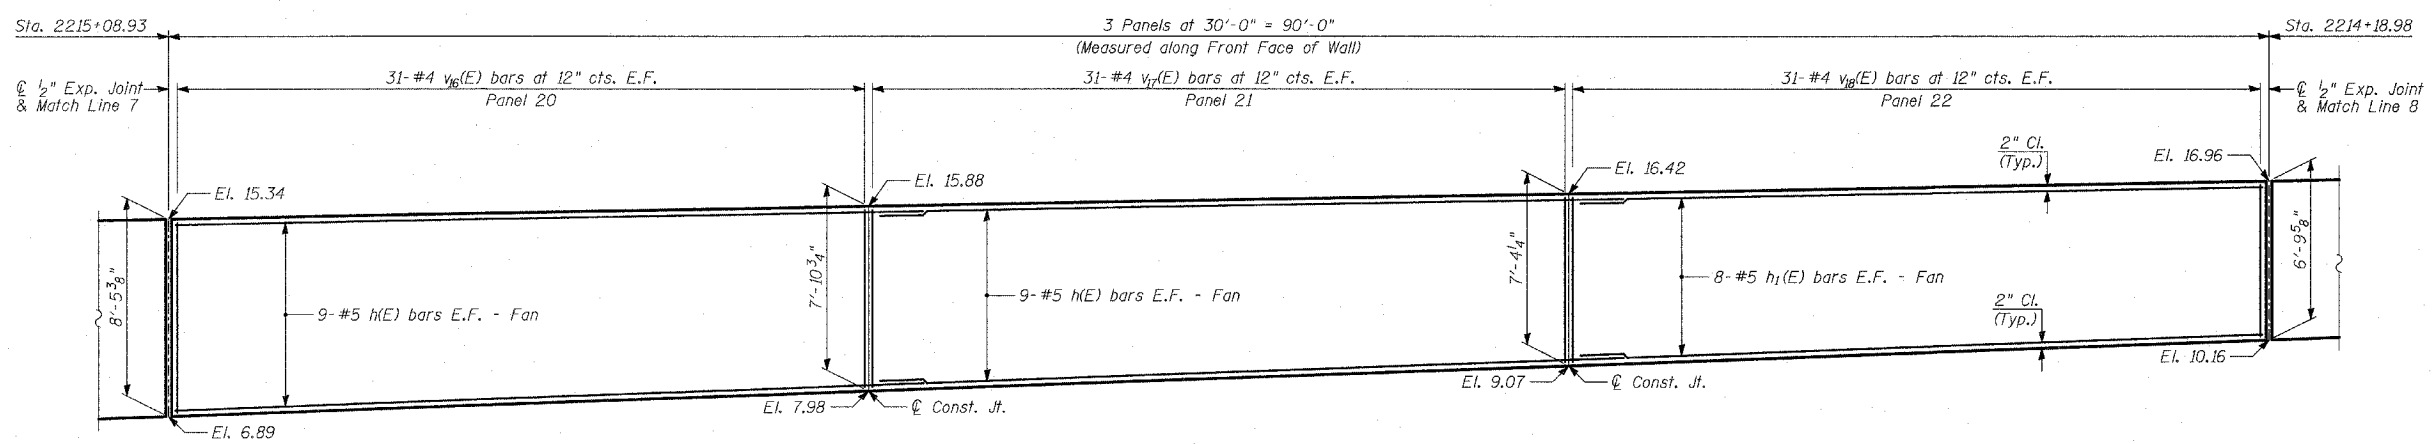 Sta. 2215+08.93
3 Panels at 30'-0" = 90'-0"
(Measured along Front Face of Wall)
Sta. 2214+18.98
℄ ½" Exp. Joint
& Match Line 7
31-#4 v16(E) bars at 12" cts. E.F.
Panel 20
31-#4 v17(E) bars at 12" cts. E.F.
Panel 21
31-#4 v18(E) bars at 12" cts. E.F.
Panel 22
℄ ½" Exp. Joint
& Match Line 8
2" Cl.
(Typ.)
El. 15.34
El. 15.88
El. 16.42
El. 16.96
8'-5⅜"
7'-10¾"
7'-4¼"
6'-9⅝"
9-#5 h(E) bars E.F. - Fan
9-#5 h(E) bars E.F. - Fan
8-#5 h1(E) bars E.F. - Fan
2" Cl.
(Typ.)
El. 6.89
El. 7.98
℄ Const. Jt.
El. 9.07
℄ Const. Jt.
El. 10.16